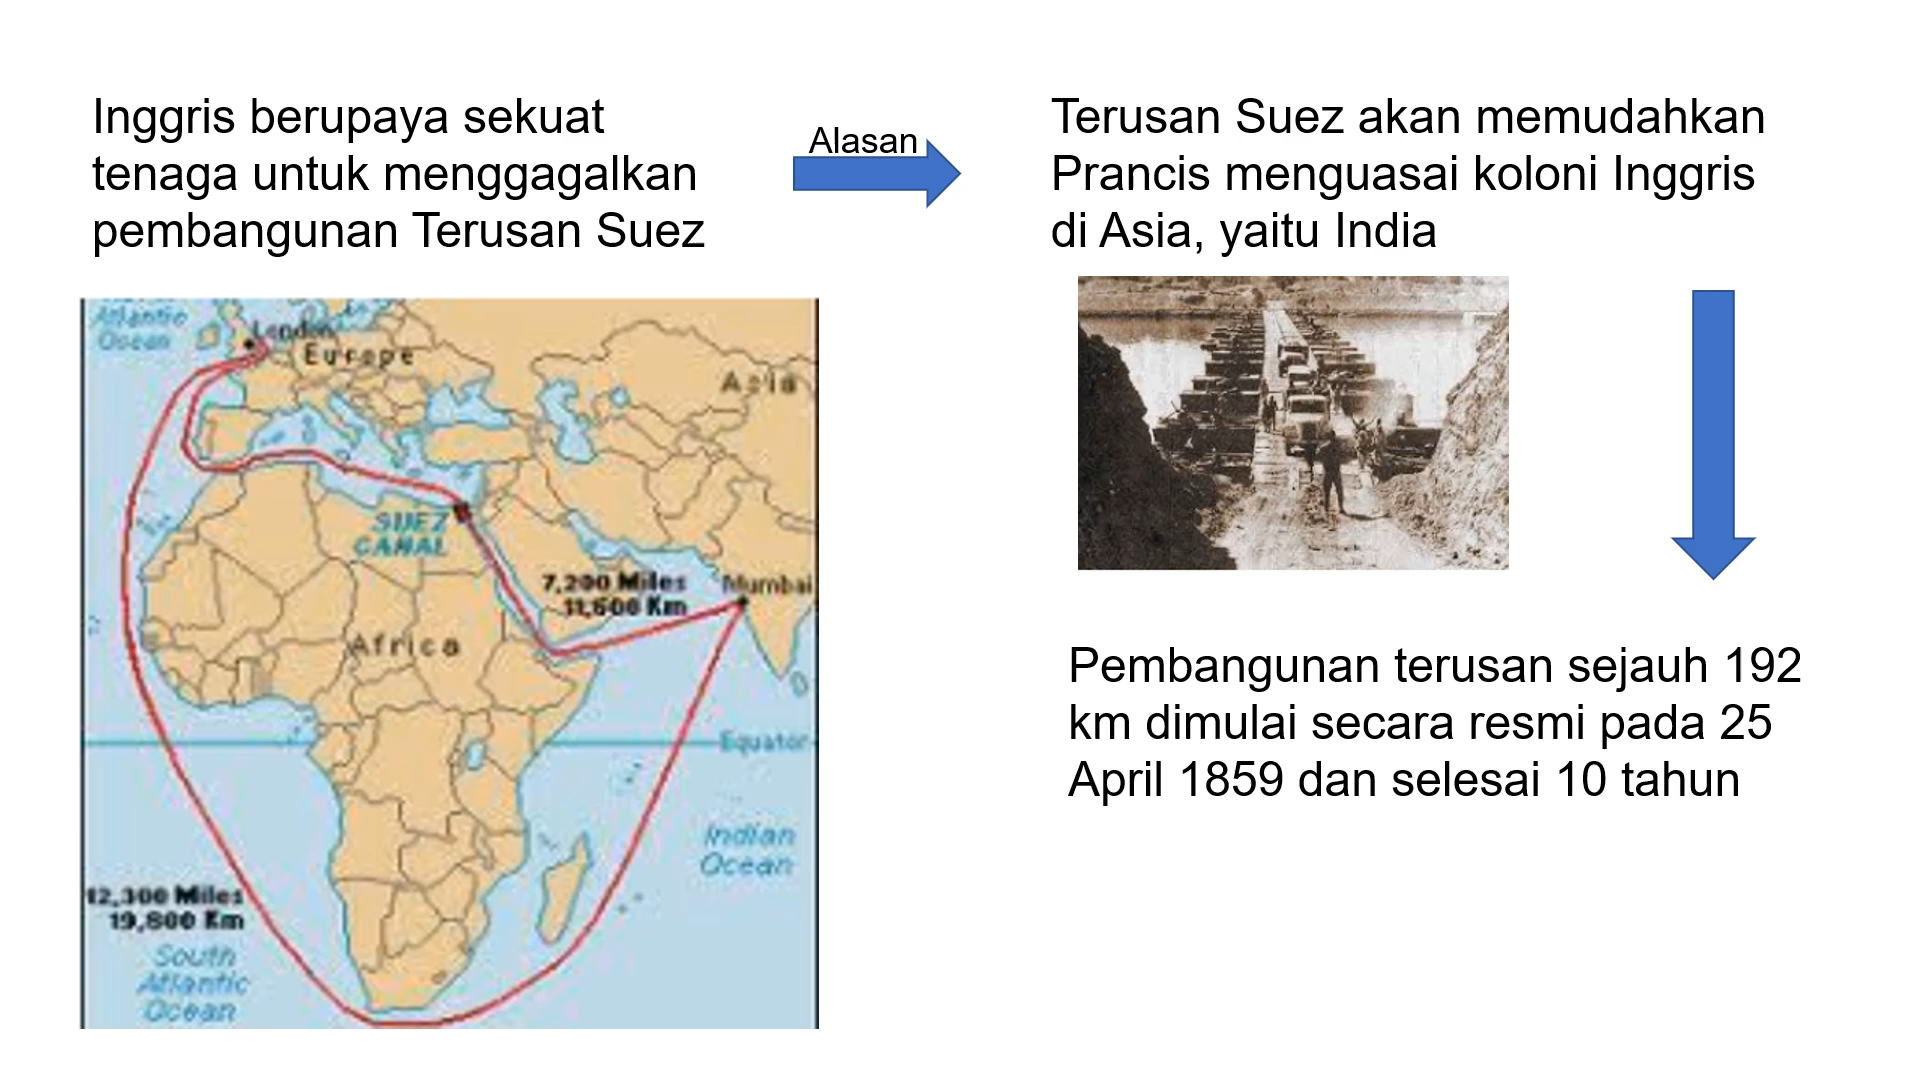 Inggris berupaya sekuat
tenaga untuk menggagalkan
pembangunan Terusan Suez
Alasan
Terusan Suez akan memudahkan
Prancis menguasai koloni Inggris
di Asia, yaitu India
Atlantic
Ocean
London
Europe
Asia
SUEZ
CANAL
7,200 Miles
11,600 Km
Mumbai
Africa
Equator
Indian
Ocean
12,300 Miles
19,800 Km
South
Atlantic
Ocean
Pembangunan terusan sejauh 192
km dimulai secara resmi pada 25
April 1859 dan selesai 10 tahun